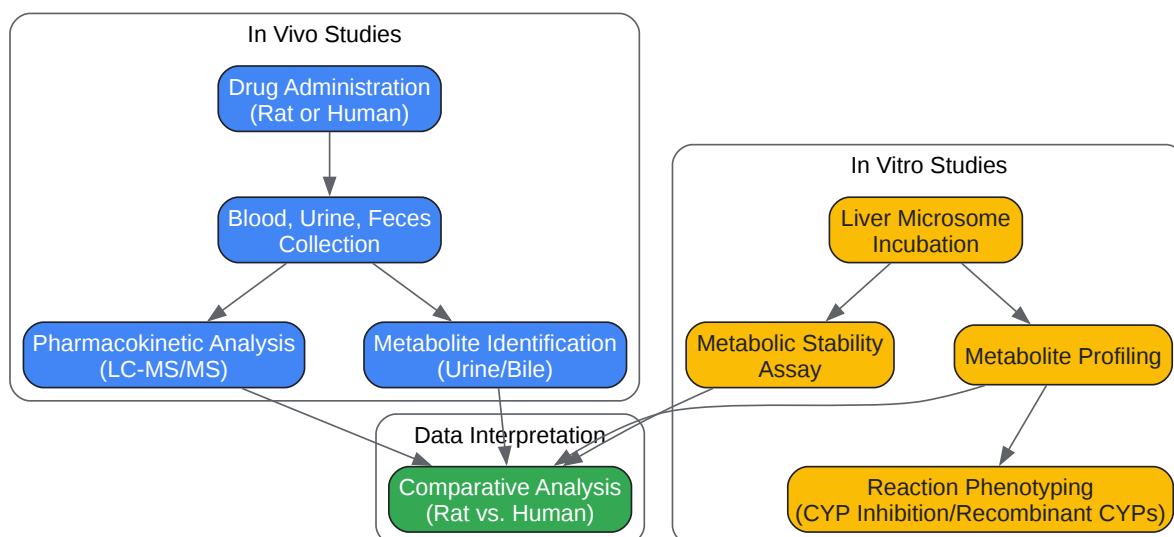 In Vivo Studies
Drug Administration
(Rat or Human)
Blood, Urine, Feces
Collection
Pharmacokinetic Analysis
(LC-MS/MS)
Metabolite Identification
(Urine/Bile)
In Vitro Studies
Liver Microsome
Incubation
Metabolic Stability
Assay
Metabolite Profiling
Reaction Phenotyping
(CYP Inhibition/Recombinant CYPs)
Data Interpretation
Comparative Analysis
(Rat vs. Human)